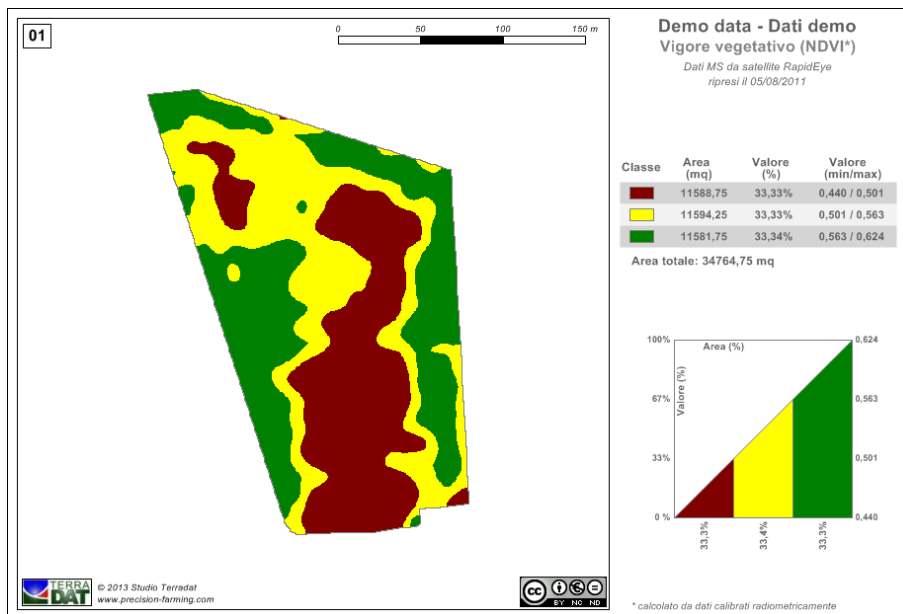 01
0 50 100 150 m
Demo data - Dati demo
Vigore vegetativo (NDVI*)
Dati MS da satellite RapidEye
ripresi il 05/08/2011
Classe Area (mq) Valore (%) Valore (min/max)
11588,75 33,33% 0,440 / 0,501
11594,25 33,33% 0,501 / 0,563
11581,75 33,34% 0,563 / 0,624
Area totale: 34764,75 mq
Area (%)
Valore (%)
100% 0,624
67% 0,563
33% 0,501
0 % 0,440
33,3% 33,4% 33,3%
TERRA
DAT
© 2013 Studio Terradat
www.precision-farming.com
cc
BY NC ND
* calcolato da dati calibrati radiometricamente